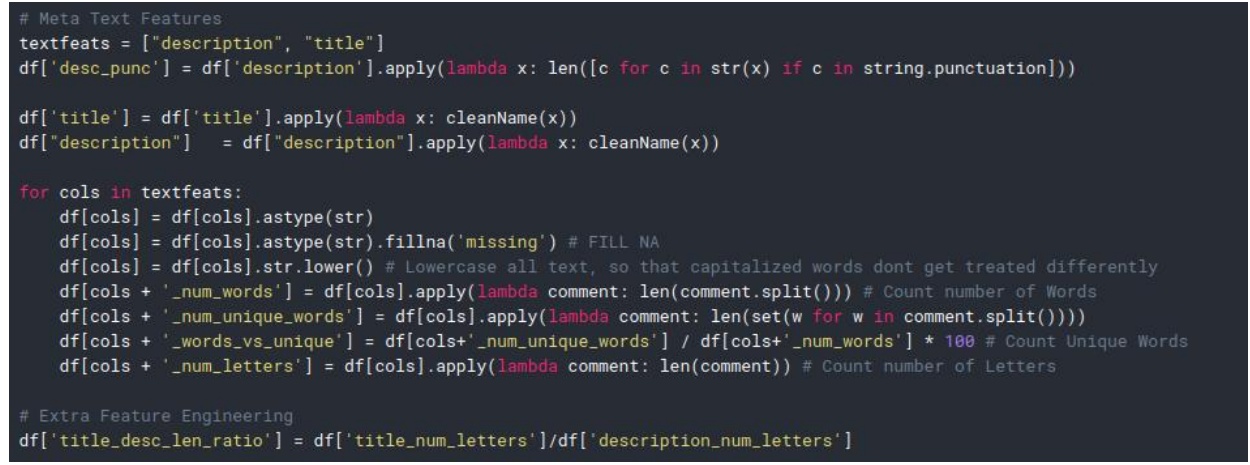 # Meta Text Features
textfeats = ["description", "title"]
df['desc_punc'] = df['description'].apply(lambda x: len([c for c in str(x) if c in string.punctuation]))

df['title'] = df['title'].apply(lambda x: cleanName(x))
df["description"]   = df["description"].apply(lambda x: cleanName(x))

for cols in textfeats:
    df[cols] = df[cols].astype(str)
    df[cols] = df[cols].astype(str).fillna('missing') # FILL NA
    df[cols] = df[cols].str.lower() # Lowercase all text, so that capitalized words dont get treated differently
    df[cols + '_num_words'] = df[cols].apply(lambda comment: len(comment.split())) # Count number of Words
    df[cols + '_num_unique_words'] = df[cols].apply(lambda comment: len(set(w for w in comment.split())))
    df[cols + '_words_vs_unique'] = df[cols+'_num_unique_words'] / df[cols+'_num_words'] * 100 # Count Unique Words
    df[cols + '_num_letters'] = df[cols].apply(lambda comment: len(comment)) # Count number of Letters

# Extra Feature Engineering
df['title_desc_len_ratio'] = df['title_num_letters']/df['description_num_letters']